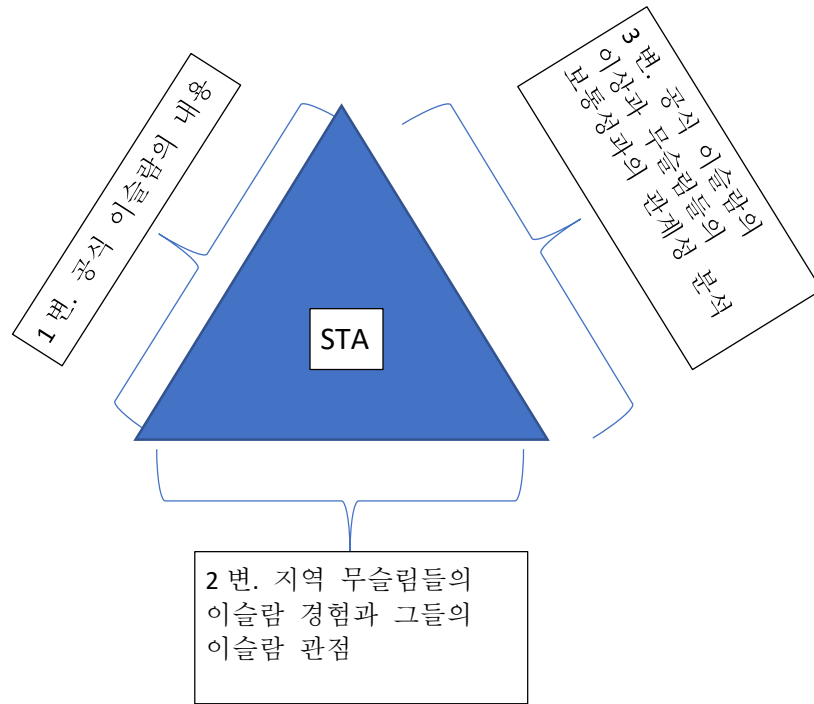 1 변. 공식 이슬람의 내용
3 변. 공식 이슬람의
이상과 무슬림들의
보통성과의 관계성 분석
STA
2 변. 지역 무슬림들의
이슬람 경험과 그들의
이슬람 관점